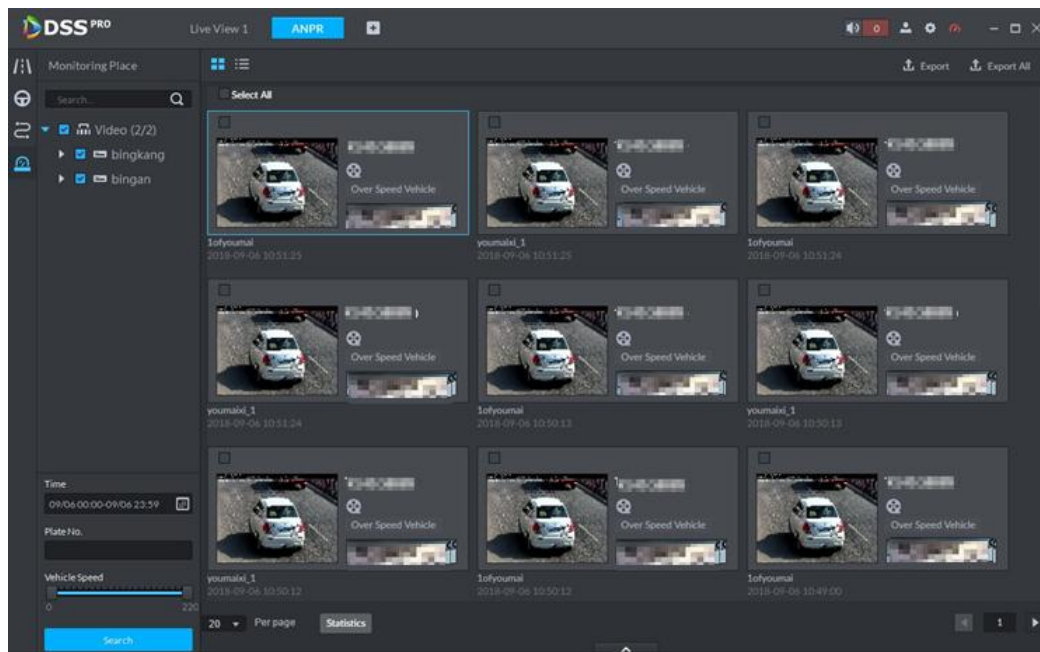 DSS PRO
Live View 1
ANPR
0
Monitoring Place
Export
Export All
Search...
Select All
Video (2/2)
bingkang
bingan
Over Speed Vehicle
Over Speed Vehicle
Over Speed Vehicle
1ofyoumai
youmaixi_1
1ofyoumai
2018-09-06 10:51:25
2018-09-06 10:51:25
2018-09-06 10:51:24
Over Speed Vehicle
Over Speed Vehicle
Over Speed Vehicle
youmaixi_1
1ofyoumai
youmaixi_1
2018-09-06 10:51:24
2018-09-06 10:50:13
2018-09-06 10:50:13
Over Speed Vehicle
Over Speed Vehicle
Over Speed Vehicle
youmaixi_1
1ofyoumai
1ofyoumai
2018-09-06 10:50:12
2018-09-06 10:50:12
2018-09-06 10:49:00
Time
09/06 00:00-09/06 23:59
Plate No.
Vehicle Speed
0
220
Search
20
Per page
Statistics
1